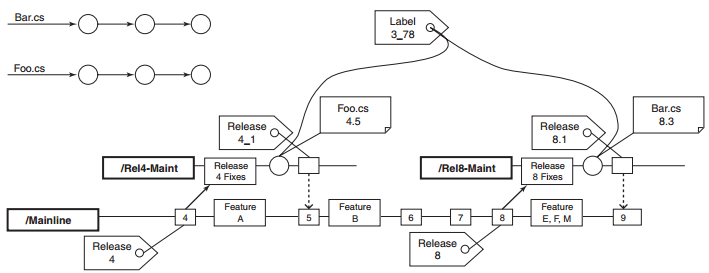 Bar.cs
Foo.cs
Label
3_78
Release
4_1
Foo.cs
4.5
Release
8.1
Bar.cs
8.3
/Rel4-Maint
Release
4 Fixes
/Rel8-Maint
Release
8 Fixes
/Mainline
4
Feature
A
5
Feature
B
6
7
8
Feature
E, F, M
9
Release
4
Release
8